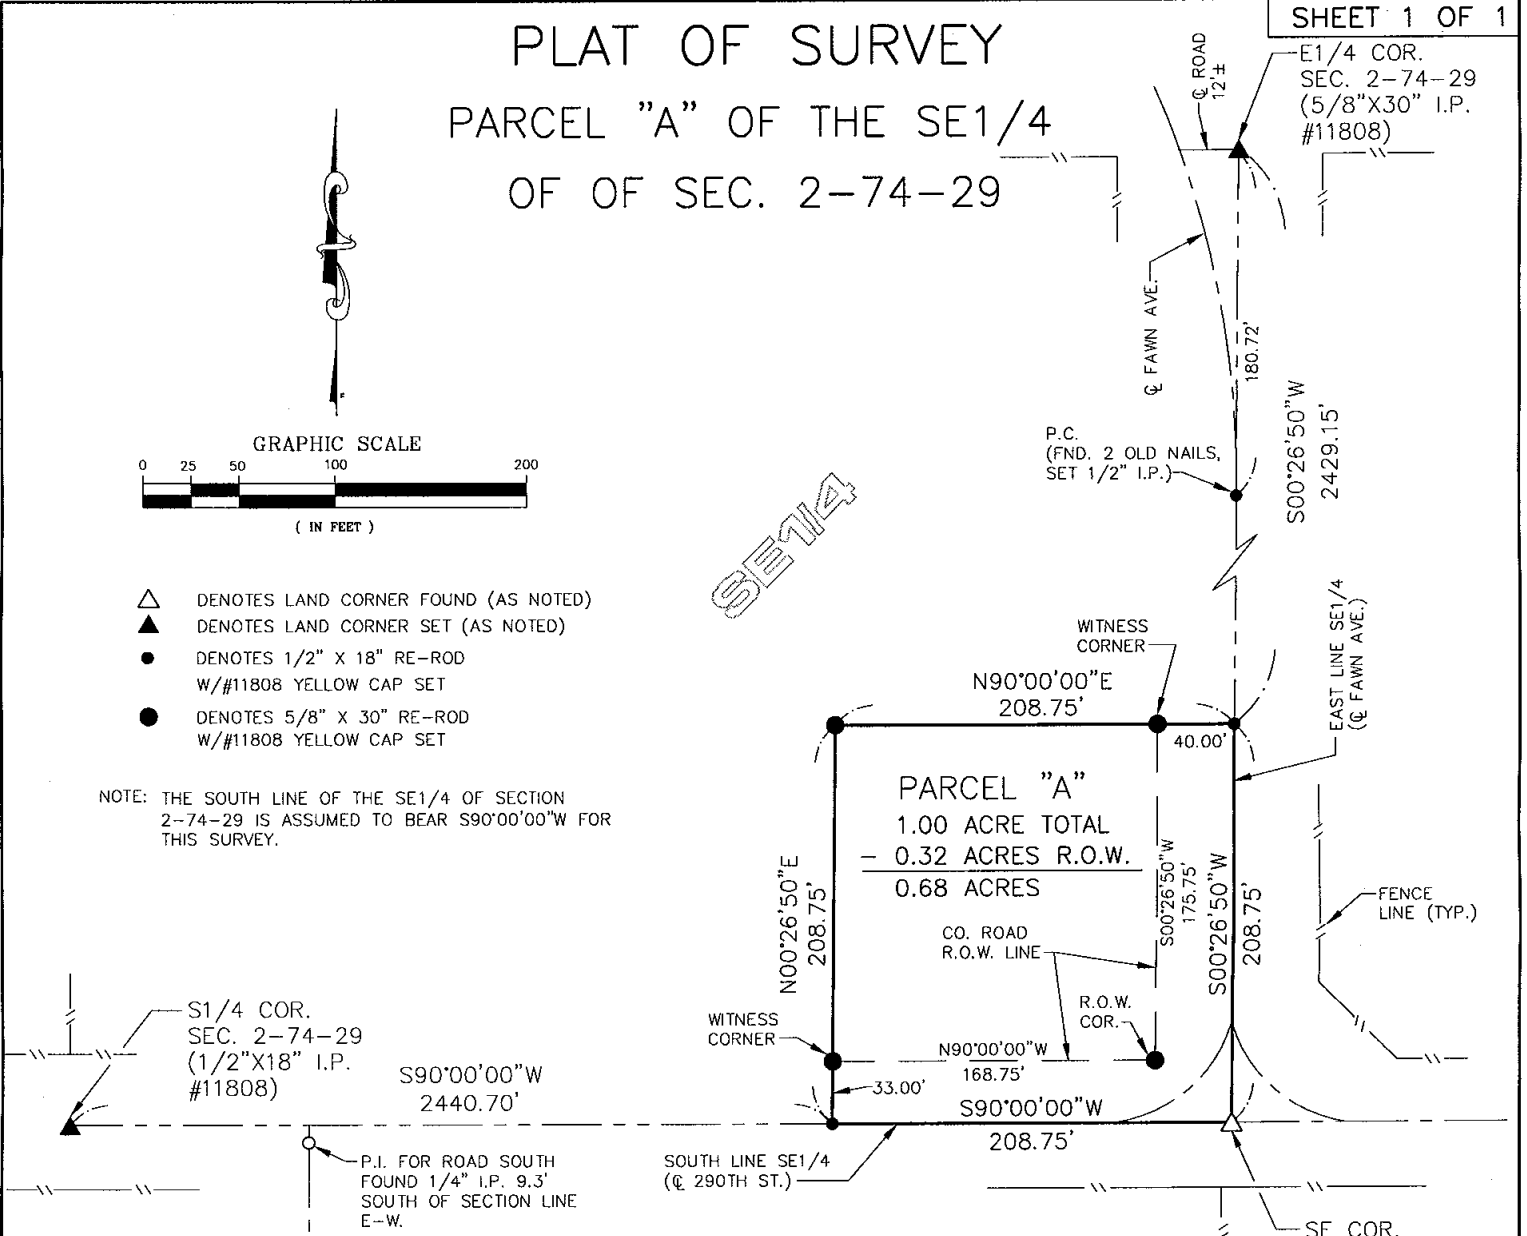 SHEET 1 OF 1
PLAT OF SURVEY
PARCEL "A" OF THE SE1/4
OF OF SEC. 2-74-29
℄ ROAD
12'±
E1/4 COR.
SEC. 2-74-29
(5/8"X30" I.P.
#11808)
℄ FAWN AVE.
180.72'
S00°26'50"W
2429.15'
P.C.
(FND. 2 OLD NAILS,
SET 1/2" I.P.)
GRAPHIC SCALE
0 25 50 100 200
( IN FEET )
SE1/4
DENOTES LAND CORNER FOUND (AS NOTED)
DENOTES LAND CORNER SET (AS NOTED)
DENOTES 1/2" X 18" RE-ROD
W/#11808 YELLOW CAP SET
DENOTES 5/8" X 30" RE-ROD
W/#11808 YELLOW CAP SET
NOTE: THE SOUTH LINE OF THE SE1/4 OF SECTION
2-74-29 IS ASSUMED TO BEAR S90°00'00"W FOR
THIS SURVEY.
WITNESS
CORNER
N90°00'00"E
208.75'
40.00'
EAST LINE SE1/4
(℄ FAWN AVE.)
PARCEL "A"
1.00 ACRE TOTAL
- 0.32 ACRES R.O.W.
0.68 ACRES
N00°26'50"E
208.75'
S00°26'50"W
175.75'
S00°26'50"W
208.75'
FENCE
LINE (TYP.)
CO. ROAD
R.O.W. LINE
R.O.W.
COR.
WITNESS
CORNER
N90°00'00"W
168.75'
33.00'
S90°00'00"W
208.75'
S1/4 COR.
SEC. 2-74-29
(1/2"X18" I.P.
#11808)
S90°00'00"W
2440.70'
P.I. FOR ROAD SOUTH
FOUND 1/4" I.P. 9.3'
SOUTH OF SECTION LINE
E-W.
SOUTH LINE SE1/4
(℄ 290TH ST.)
SE COR.